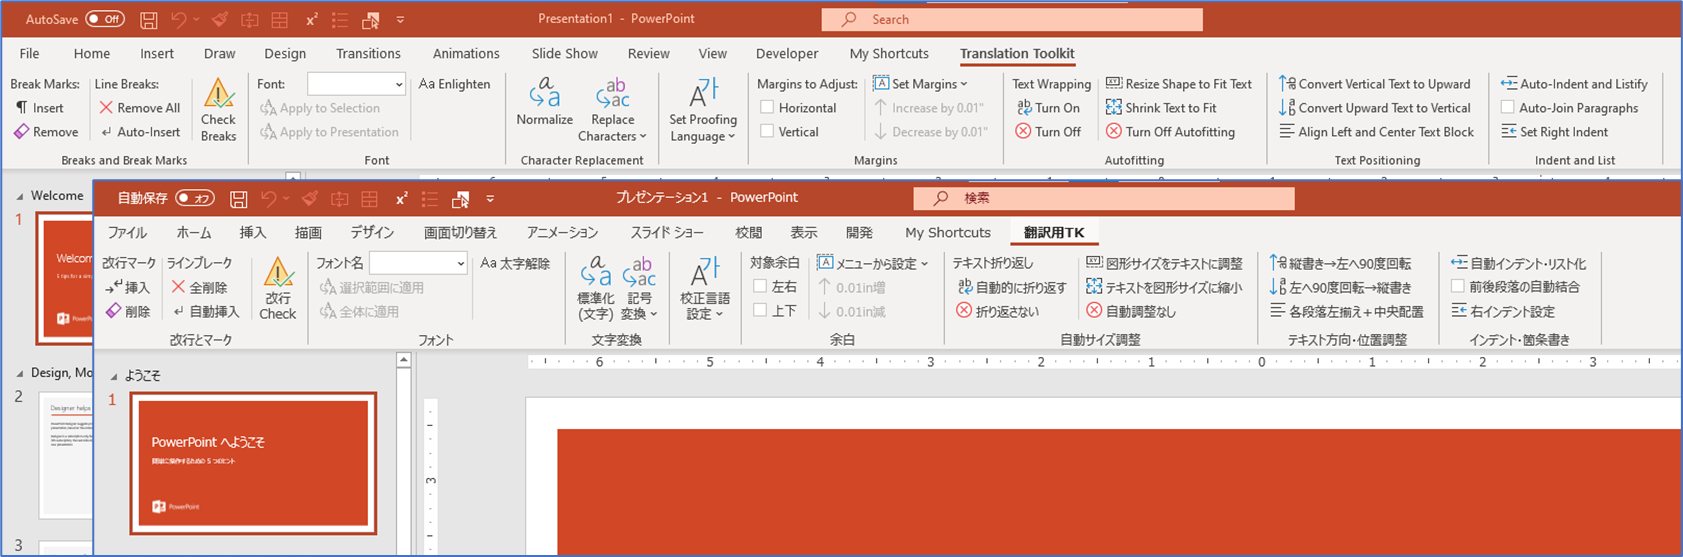 AutoSave Off x² Presentation1 - PowerPoint Search
File Home Insert Draw Design Transitions Animations Slide Show Review View Developer My Shortcuts Translation Toolkit
Break Marks: Line Breaks: Font: Aa Enlighten Margins to Adjust: Set Margins Text Wrapping Resize Shape to Fit Text Convert Vertical Text to Upward Auto-Indent and Listify
Insert Remove All Check Breaks Apply to Selection Normalize Replace Characters Set Proofing Language Horizontal Increase by 0.01" Turn On Shrink Text to Fit Convert Upward Text to Vertical Auto-Join Paragraphs
Remove Auto-Insert Apply to Presentation Vertical Decrease by 0.01" Turn Off Turn Off Autofitting Align Left and Center Text Block Set Right Indent
Breaks and Break Marks Font Character Replacement Margins Autofitting Text Positioning Indent and List
Welcome
1
Design, Mo
2
Designer helps
3
自動保存 オフ x² プレゼンテーション1 - PowerPoint 検索
ファイル ホーム 挿入 描画 デザイン 画面切り替え アニメーション スライド ショー 校閲 表示 開発 My Shortcuts 翻訳用TK
改行マーク ラインブレーク フォント名 Aa 太字解除 対象余白 メニューから設定 テキスト折り返し 図形サイズをテキストに調整 縦書き→左へ90度回転 自動インデント・リスト化
挿入 全削除 改行 Check 選択範囲に適用 標準化 (文字) 記号 変換 校正言語 設定 左右 0.01in増 自動的に折り返す テキストを図形サイズに縮小 左へ90度回転→縦書き 前後段落の自動結合
削除 自動挿入 全体に適用 上下 0.01in減 折り返さない 自動調整なし 各段落左揃え+中央配置 右インデント設定
改行とマーク フォント 文字変換 余白 自動サイズ調整 テキスト方向・位置調整 インデント・箇条書き
6 5 4 3 2 1 0 1 2 3
ようこそ
1
PowerPoint へようこそ
簡単に操作するための 5 つのヒント
PowerPoint
3